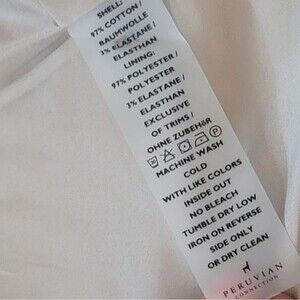 SHELL:
97% COTTON /
BAUMWOLLE
3% ELASTANE /
ELASTHAN
LINING:
97% POLYESTER /
POLYESTER
3% ELASTANE /
ELASTHAN
EXCLUSIVE
OF TRIMS /
OHNE ZUBEHöR
MACHINE WASH
COLD
WITH LIKE COLORS
INSIDE OUT
NO BLEACH
TUMBLE DRY LOW
IRON ON REVERSE
SIDE ONLY
OR DRY CLEAN
PERUVIAN
CONNECTION